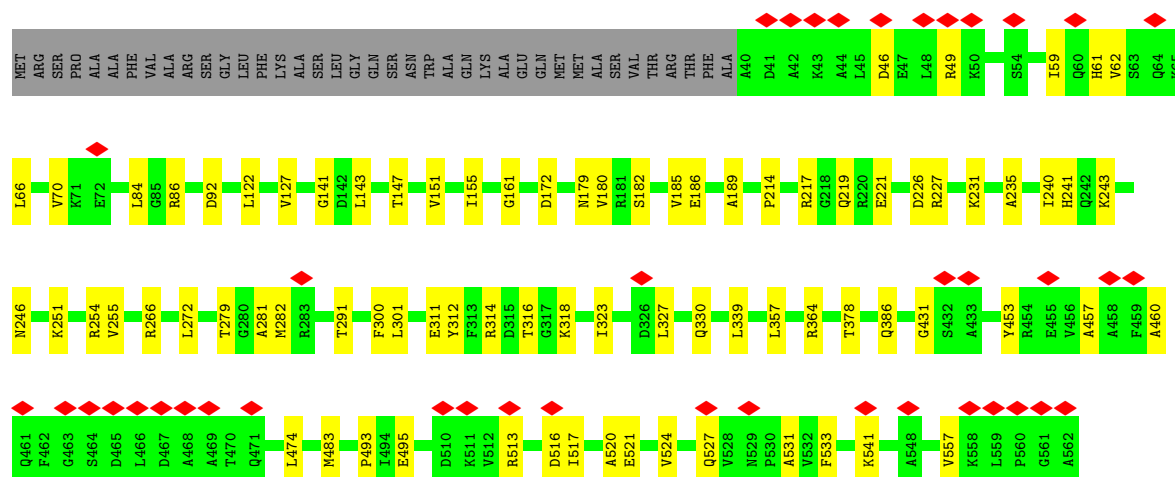 MET ARG SER PRO ALA ALA PHE VAL ALA ARG SER GLY LEU PHE LYS ALA SER LEU GLY GLN SER ASN TRP ALA GLN LYS ALA GLU GLN MET MET ALA SER VAL THR ARG THR PHE ALA A40 D41 A42 K43 A44 L45 D46 E47 L48 R49 K50 S54 I59 Q60 H61 V62 S63 Q64 K65
L66 V70 K71 E72 L84 G85 R86 D92 L122 V127 G141 D142 L143 T147 V151 I155 G161 D172 N179 V180 R181 S182 V185 E186 A189 P214 R217 G218 Q219 R220 E221 D226 R227 K231 A235 I240 H241 Q242 K243
N246 K251 R254 V255 R266 L272 T279 G280 A281 M282 R283 T291 F300 L301 E311 Y312 F313 R314 D315 T316 G317 K318 I323 D326 L327 Q330 L339 L357 R364 T378 Q386 G431 S432 A433 Y453 R454 E455 V456 A457 A458 F459 A460
Q461 F462 G463 S464 D465 L466 D467 A468 A469 T470 Q471 L474 M483 P493 I494 E495 D510 K511 V512 R513 D516 I517 A520 E521 V524 Q527 V528 N529 P530 A531 V532 F533 K541 A548 V557 K558 L559 P560 G561 A562